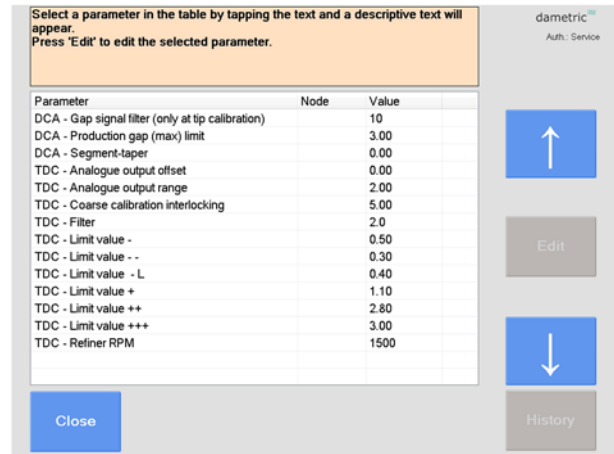 Select a parameter in the table by tapping the text and a descriptive text will
appear.
Press 'Edit' to edit the selected parameter.
dametric
Auth.: Service
Parameter Node Value
DCA - Gap signal filter (only at tip calibration) 10
DCA - Production gap (max) limit 3.00
DCA - Segment-taper 0.00
TDC - Analogue output offset 0.00
TDC - Analogue output range 2.00
TDC - Coarse calibration interlocking 5.00
TDC - Filter 2.0
TDC - Limit value - 0.50
TDC - Limit value - - 0.30
TDC - Limit value - L 0.40
TDC - Limit value + 1.10
TDC - Limit value ++ 2.80
TDC - Limit value +++ 3.00
TDC - Refiner RPM 1500
Edit
Close
History